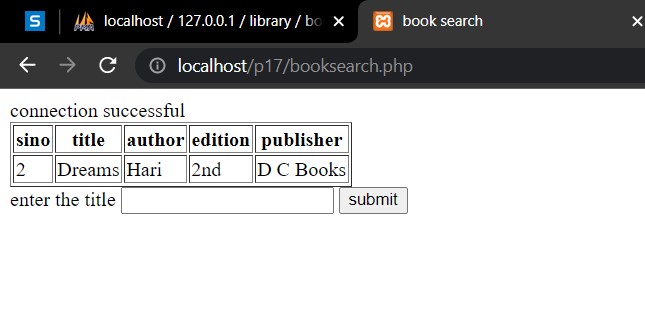 S PMA localhost / 127.0.0.1 / library / bo book search
localhost/p17/booksearch.php
connection successful
sino title author edition publisher
2 Dreams Hari 2nd D C Books
enter the title submit